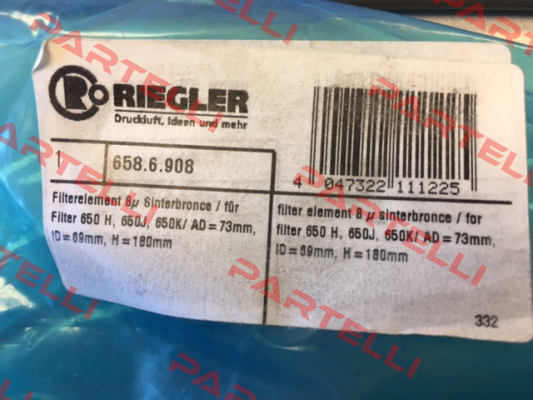 RIEGLER
Druckluft, Ideen und mehr
1 658.6.908
4 047322 111225
Filterelement 8µ Sinterbronce / für
Filter 650 H, 650J, 650K/ AD = 73mm,
ID = 69mm, H = 180mm
filter element 8 µ sinterbronce / for
filter 650 H, 650J, 650K/ AD = 73mm,
ID = 69mm, H = 180mm
332
PARTELLI
PARTELLI
PARTELLI
PARTELLI
PARTELLI
PARTELLI